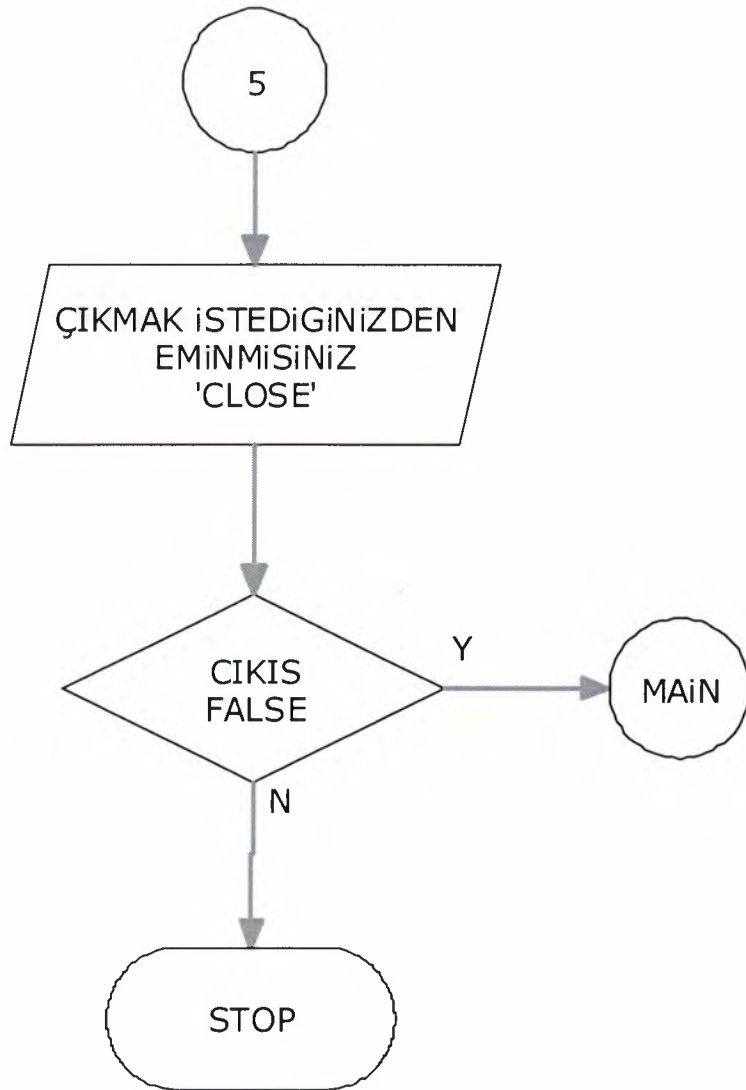 5
ÇIKMAK iSTEDiGiNiZDEN
EMiNMiSiNiZ
'CLOSE'
CIKIS
FALSE
Y
MAiN
N
STOP